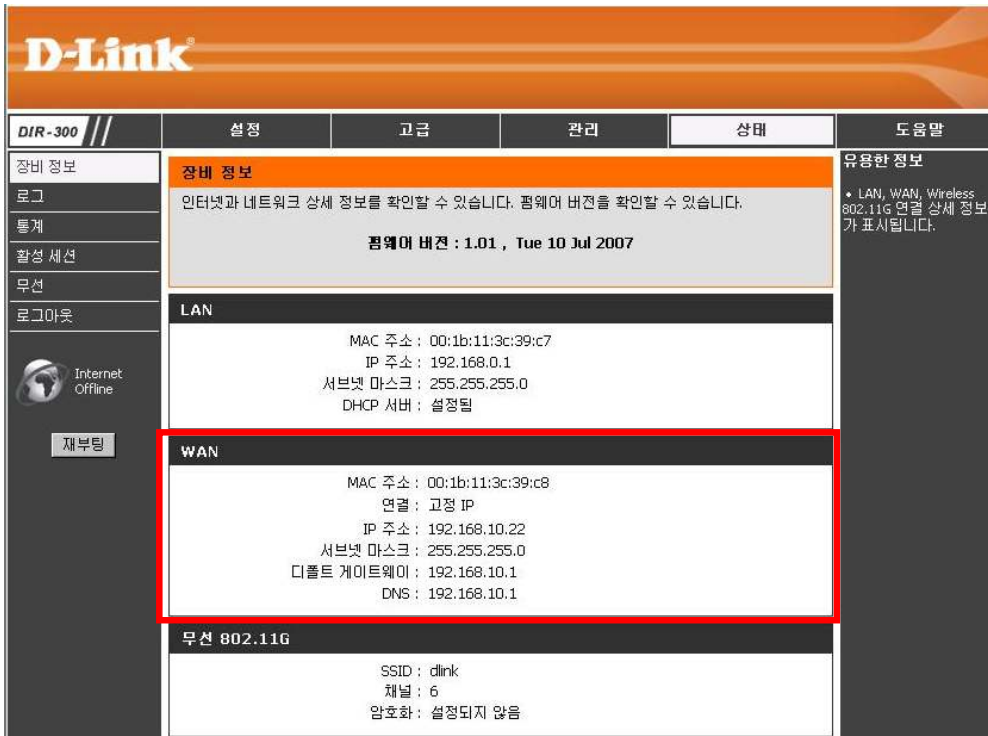 D-Link
DIR-300
설정
고급
관리
상태
도움말
장비 정보
로그
통계
활성 세션
무선
로그아웃
Internet
Offline
재부팅
장비 정보
인터넷과 네트워크 상세 정보를 확인할 수 있습니다. 펌웨어 버전을 확인할 수 있습니다.
펌웨어 버전 : 1.01 , Tue 10 Jul 2007
LAN
MAC 주소 : 00:1b:11:3c:39:c7
IP 주소 : 192.168.0.1
서브넷 마스크 : 255.255.255.0
DHCP 서버 : 설정됨
WAN
MAC 주소 : 00:1b:11:3c:39:c8
연결 : 고정 IP
IP 주소 : 192.168.10.22
서브넷 마스크 : 255.255.255.0
디폴트 게이트웨이 : 192.168.10.1
DNS : 192.168.10.1
무선 802.11G
SSID : dlink
채널 : 6
암호화 : 설정되지 않음
유용한 정보
• LAN, WAN, Wireless
802.11G 연결 상세 정보
가 표시됩니다.